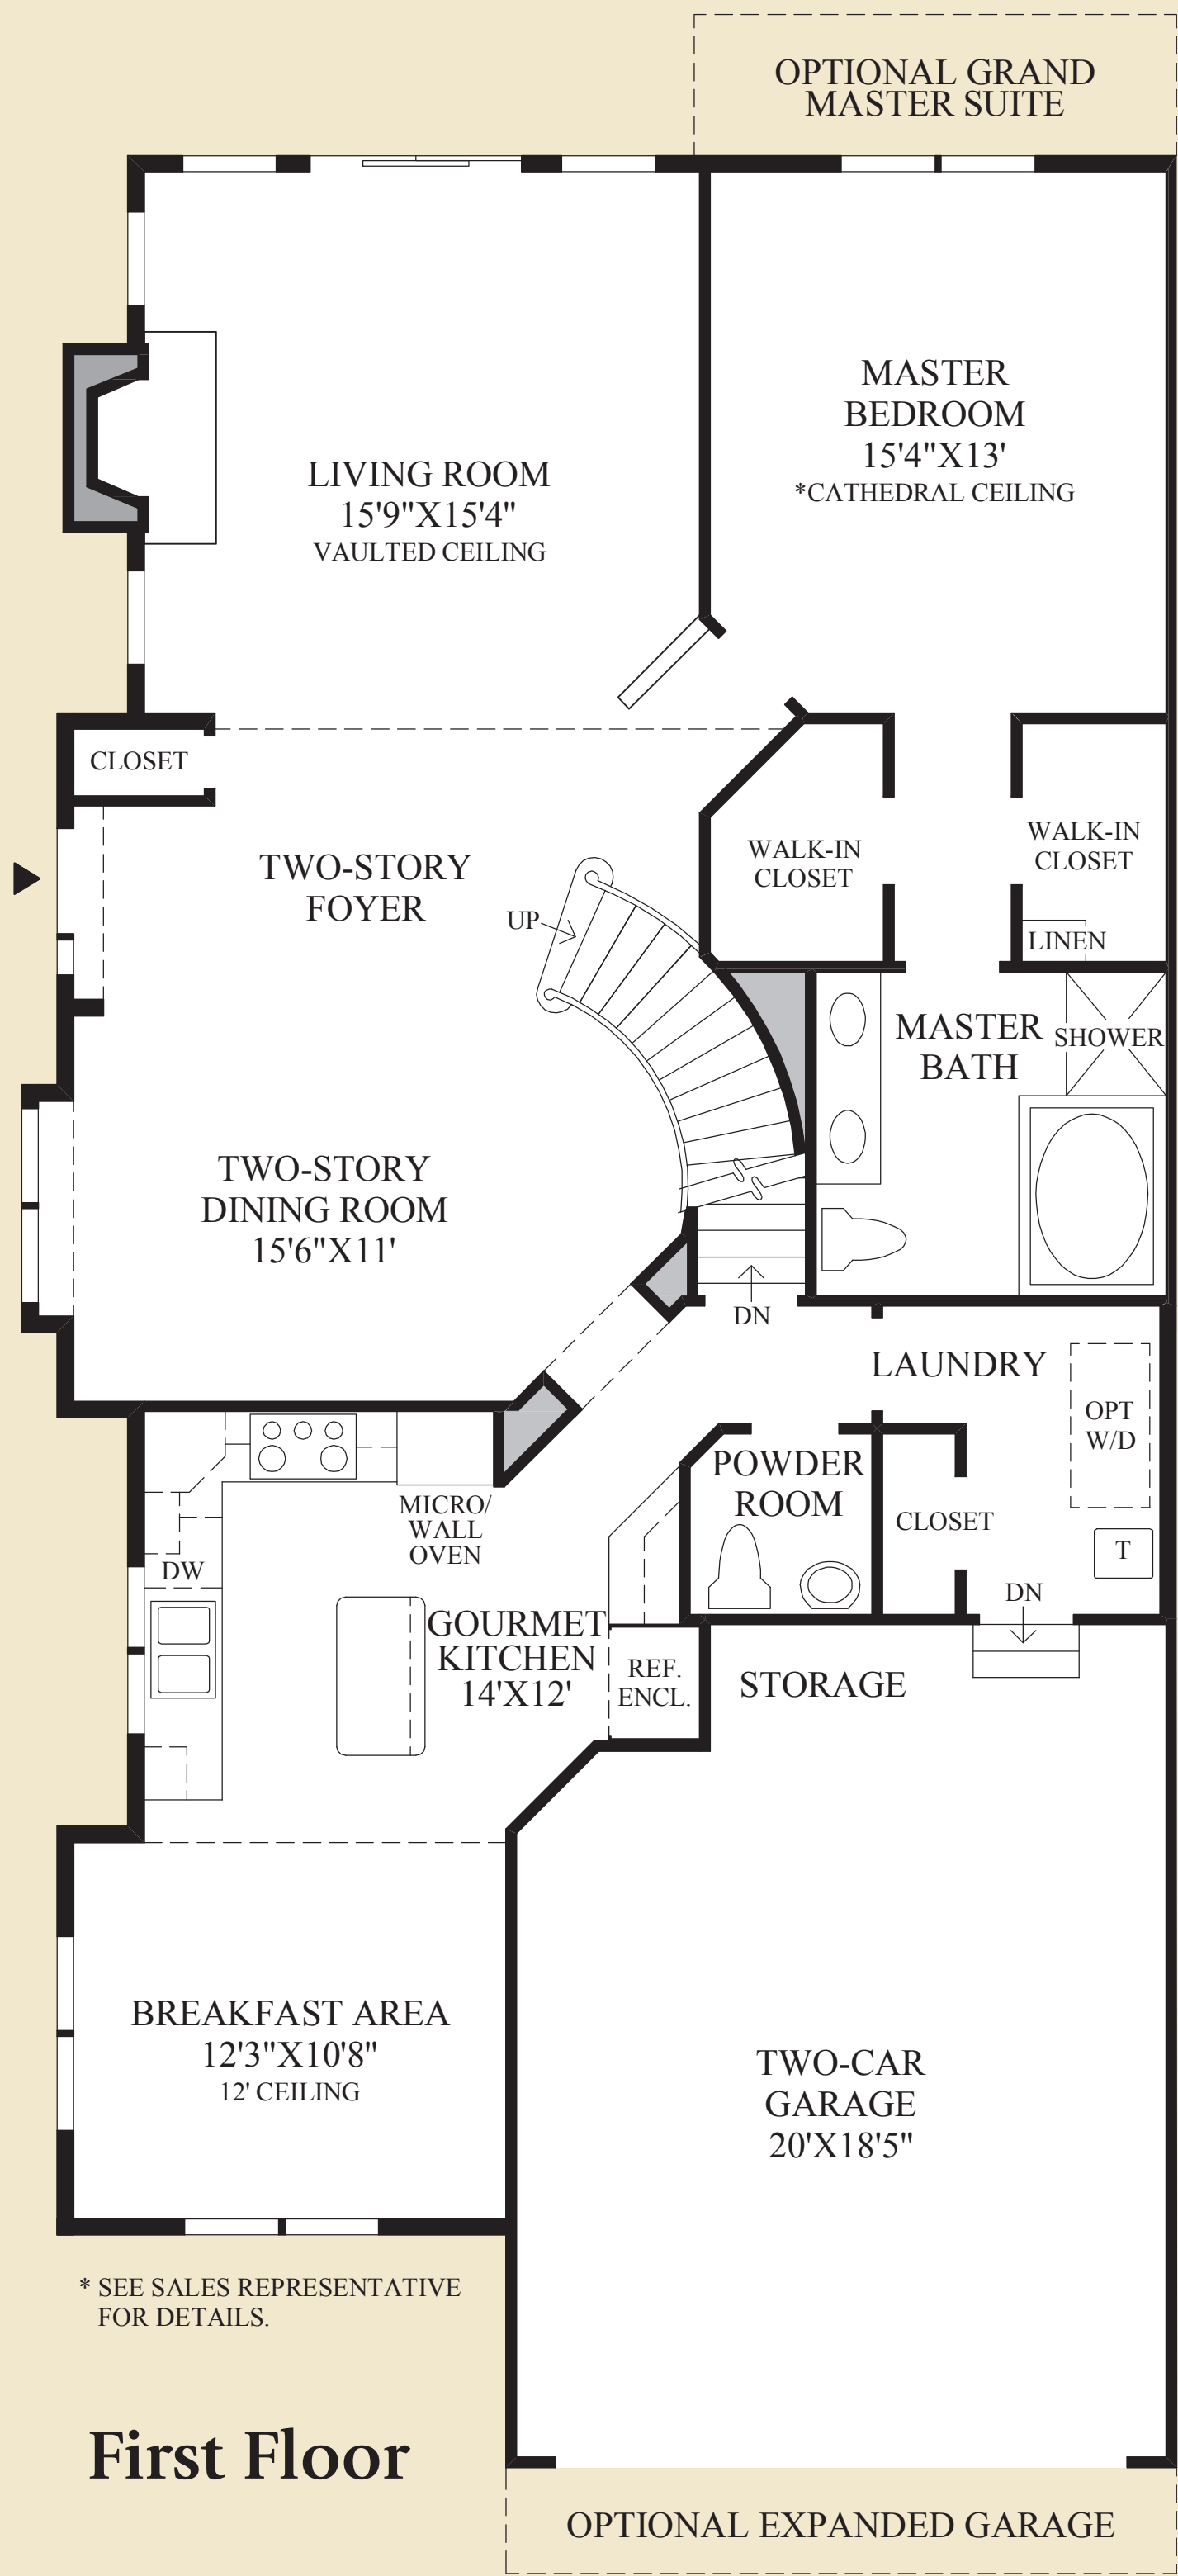 OPTIONAL GRAND
MASTER SUITE
MASTER
BEDROOM
15'4"X13'
*CATHEDRAL CEILING
LIVING ROOM
15'9"X15'4"
VAULTED CEILING
CLOSET
TWO-STORY
FOYER
UP
WALK-IN
CLOSET
WALK-IN
CLOSET
LINEN
MASTER
BATH
SHOWER
TWO-STORY
DINING ROOM
15'6"X11'
DN
LAUNDRY
OPT
W/D
POWDER
ROOM
CLOSET
T
DN
MICRO/
WALL
OVEN
DW
GOURMET
KITCHEN
14'X12'
REF.
ENCL.
STORAGE
BREAKFAST AREA
12'3"X10'8"
12' CEILING
TWO-CAR
GARAGE
20'X18'5"
* SEE SALES REPRESENTATIVE
FOR DETAILS.
First Floor
OPTIONAL EXPANDED GARAGE